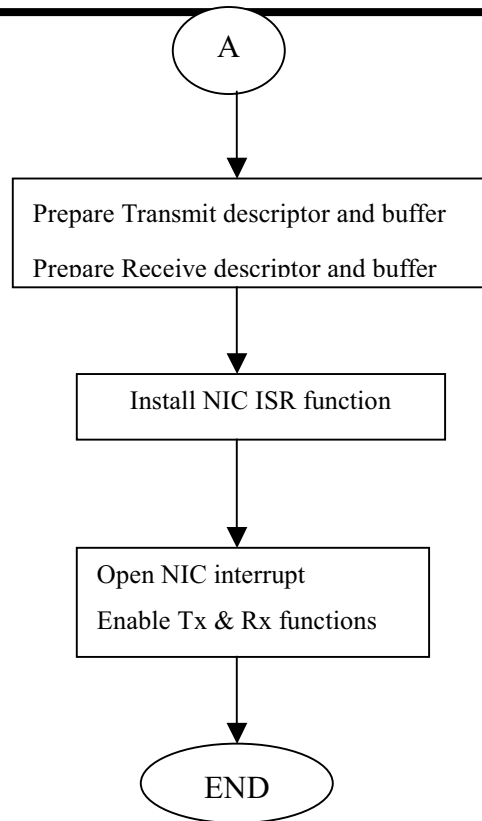 A
Prepare Transmit descriptor and buffer
Prepare Receive descriptor and buffer
Install NIC ISR function
Open NIC interrupt
Enable Tx & Rx functions
END